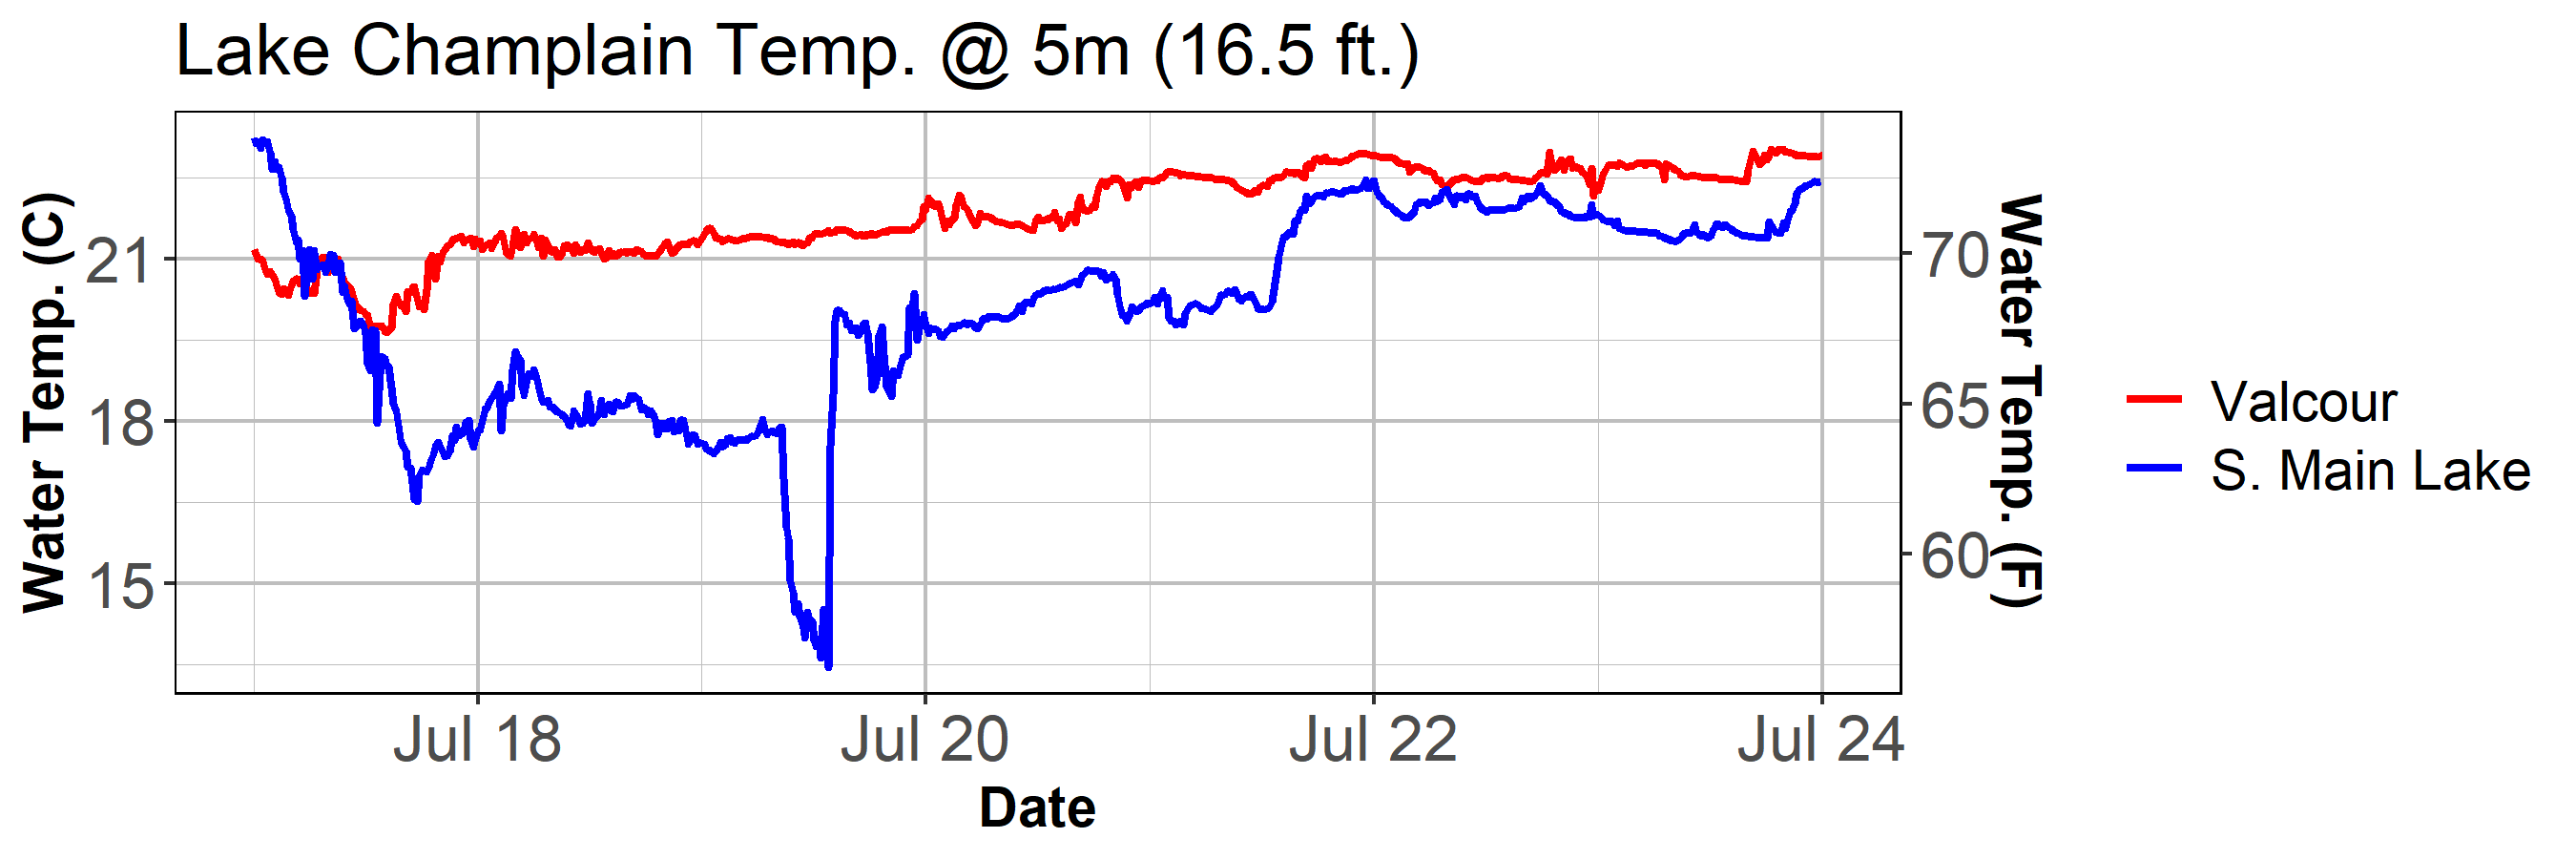 Lake Champlain Temp. @ 5m (16.5 ft.)
Water Temp. (C)
21
18
15
70
65
60
Water Temp. (F)
Jul 18
Jul 20
Jul 22
Jul 24
Date
Valcour
S. Main Lake